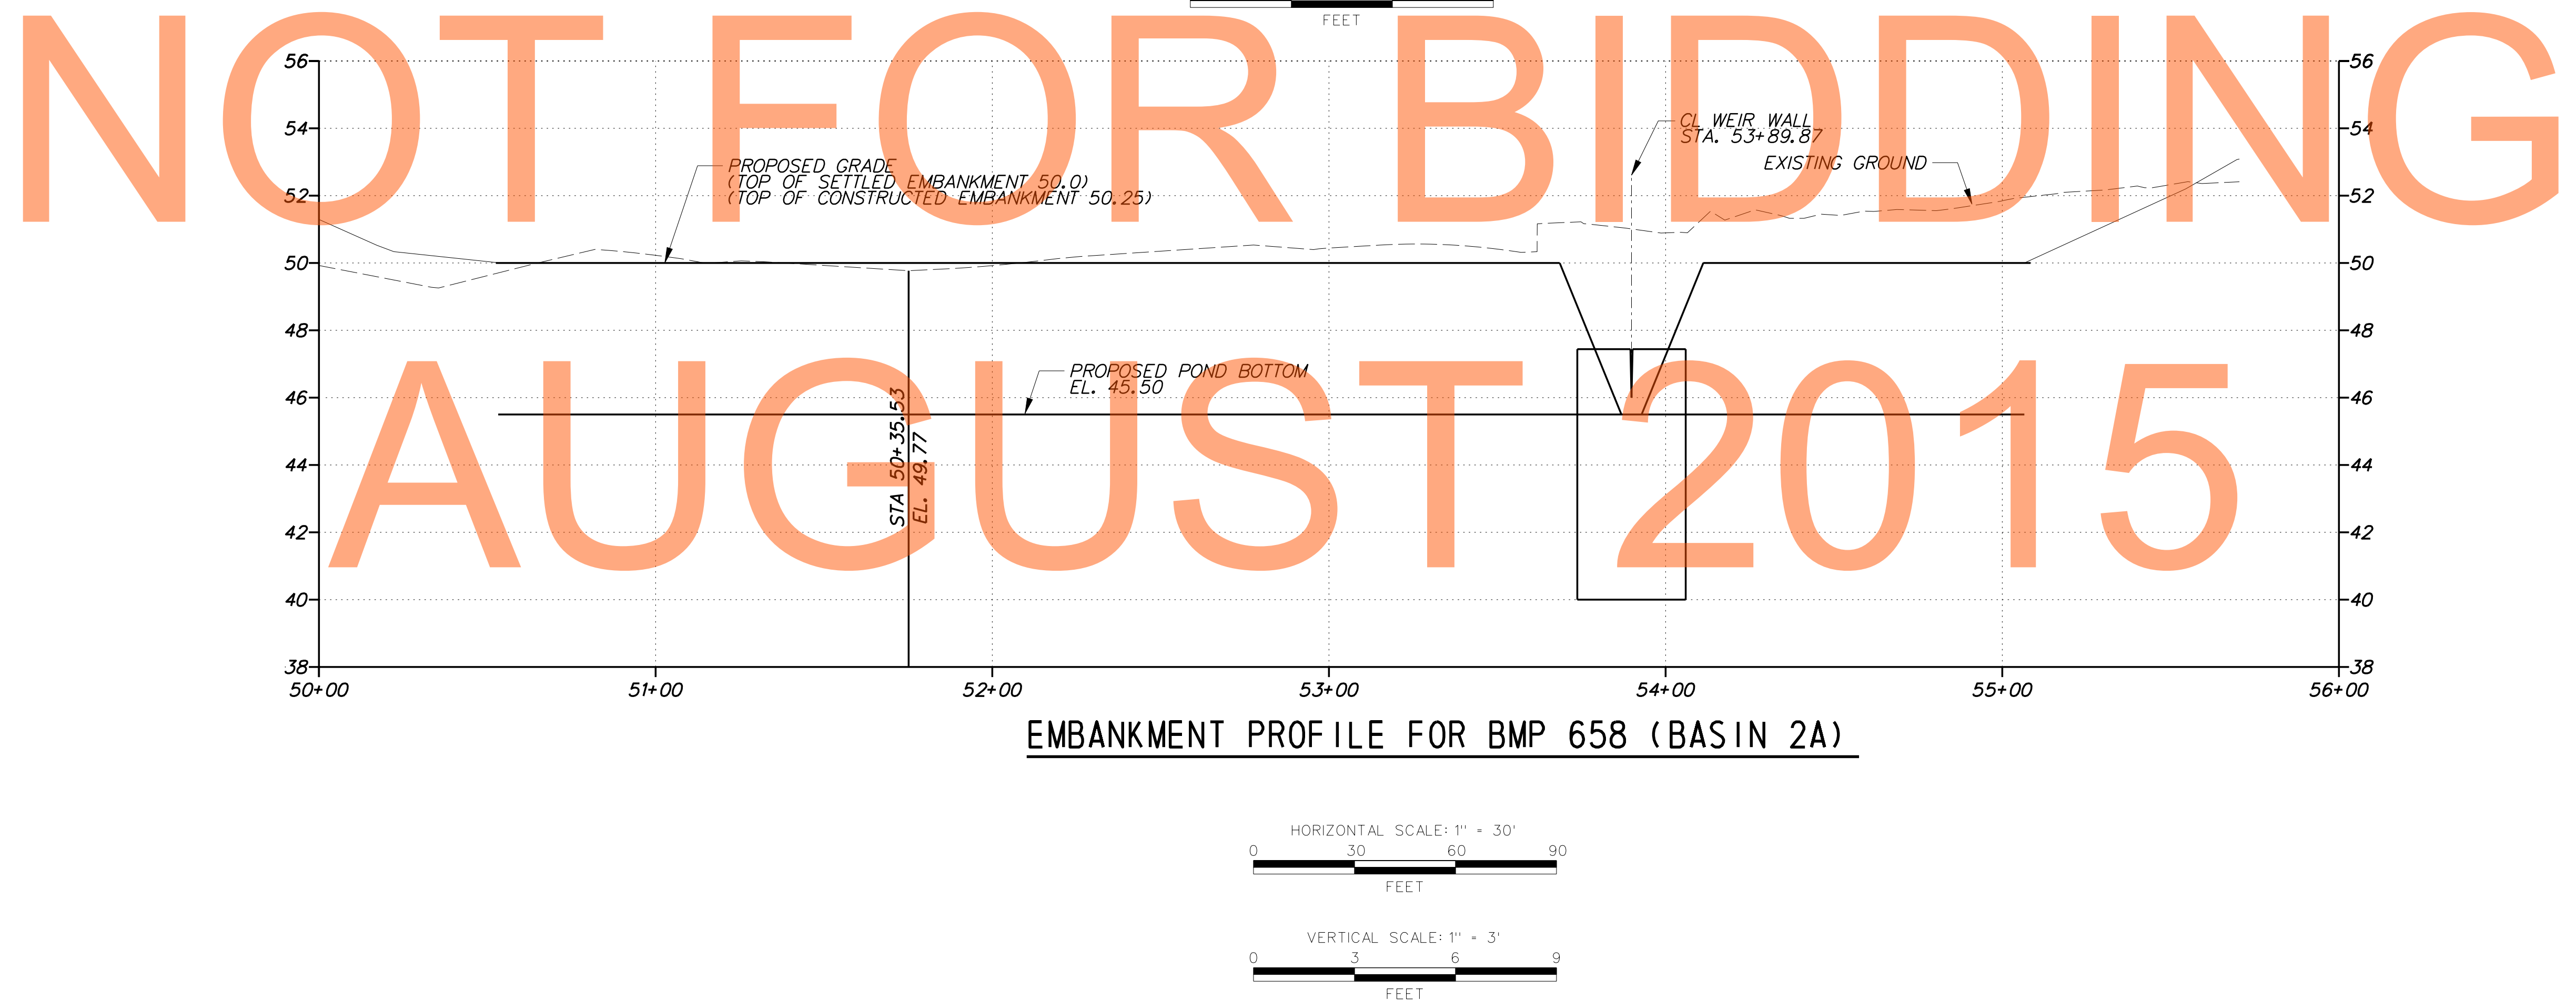 FEET
NOT FOR BIDDING
56
56
54
54
52
52
50
50
48
48
46
46
44
44
42
42
40
40
38
38
CL WEIR WALL
STA. 53+89.87
EXISTING GROUND
PROPOSED GRADE
(TOP OF SETTLED EMBANKMENT 50.0)
(TOP OF CONSTRUCTED EMBANKMENT 50.25)
PROPOSED POND BOTTOM
EL. 45.50
STA 50+35.53
EL. 49.77
AUGUST 2015
50+00 51+00 52+00 53+00 54+00 55+00 56+00
EMBANKMENT PROFILE FOR BMP 658 (BASIN 2A)
HORIZONTAL SCALE: 1" = 30'
0 30 60 90
FEET
VERTICAL SCALE: 1" = 3'
0 3 6 9
FEET